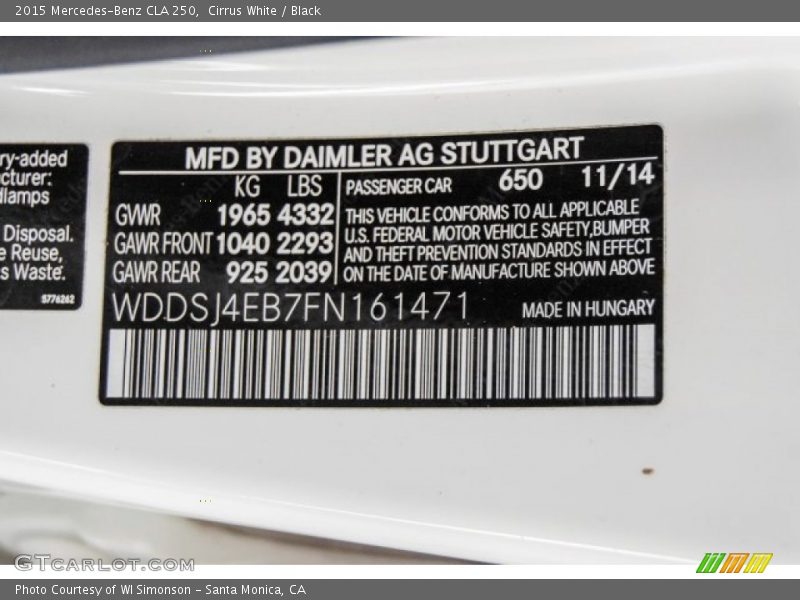 2015 Mercedes-Benz CLA 250,  Cirrus White / Black
ry-added
cturer:
dlamps
Disposal.
e Reuse,
s Waste.
5776262
MFD BY DAIMLER AG STUTTGART
KG LBS
GWR 1965 4332
GAWR FRONT 1040 2293
GAWR REAR 925 2039
PASSENGER CAR 650 11/14
THIS VEHICLE CONFORMS TO ALL APPLICABLE
U.S. FEDERAL MOTOR VEHICLE SAFETY,BUMPER
AND THEFT PREVENTION STANDARDS IN EFFECT
ON THE DATE OF MANUFACTURE SHOWN ABOVE
WDDSJ4EB7FN161471 MADE IN HUNGARY
GTCARLOT.COM
Photo Courtesy of WI Simonson - Santa Monica, CA